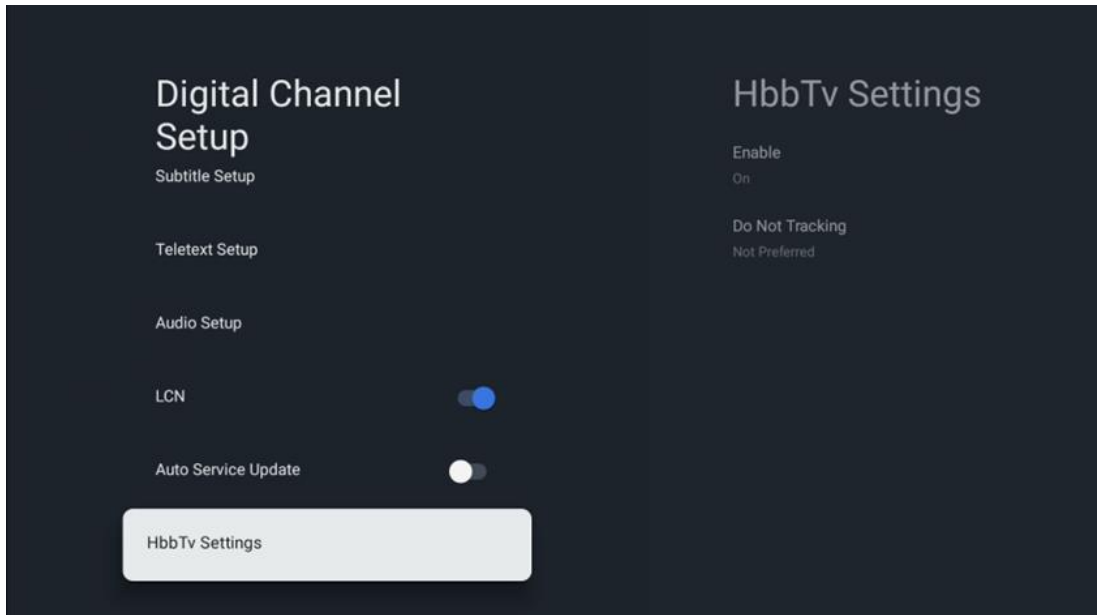 Digital Channel
Setup
Subtitle Setup
Teletext Setup
Audio Setup
LCN
Auto Service Update
HbbTv Settings
HbbTv Settings
Enable
On
Do Not Tracking
Not Preferred